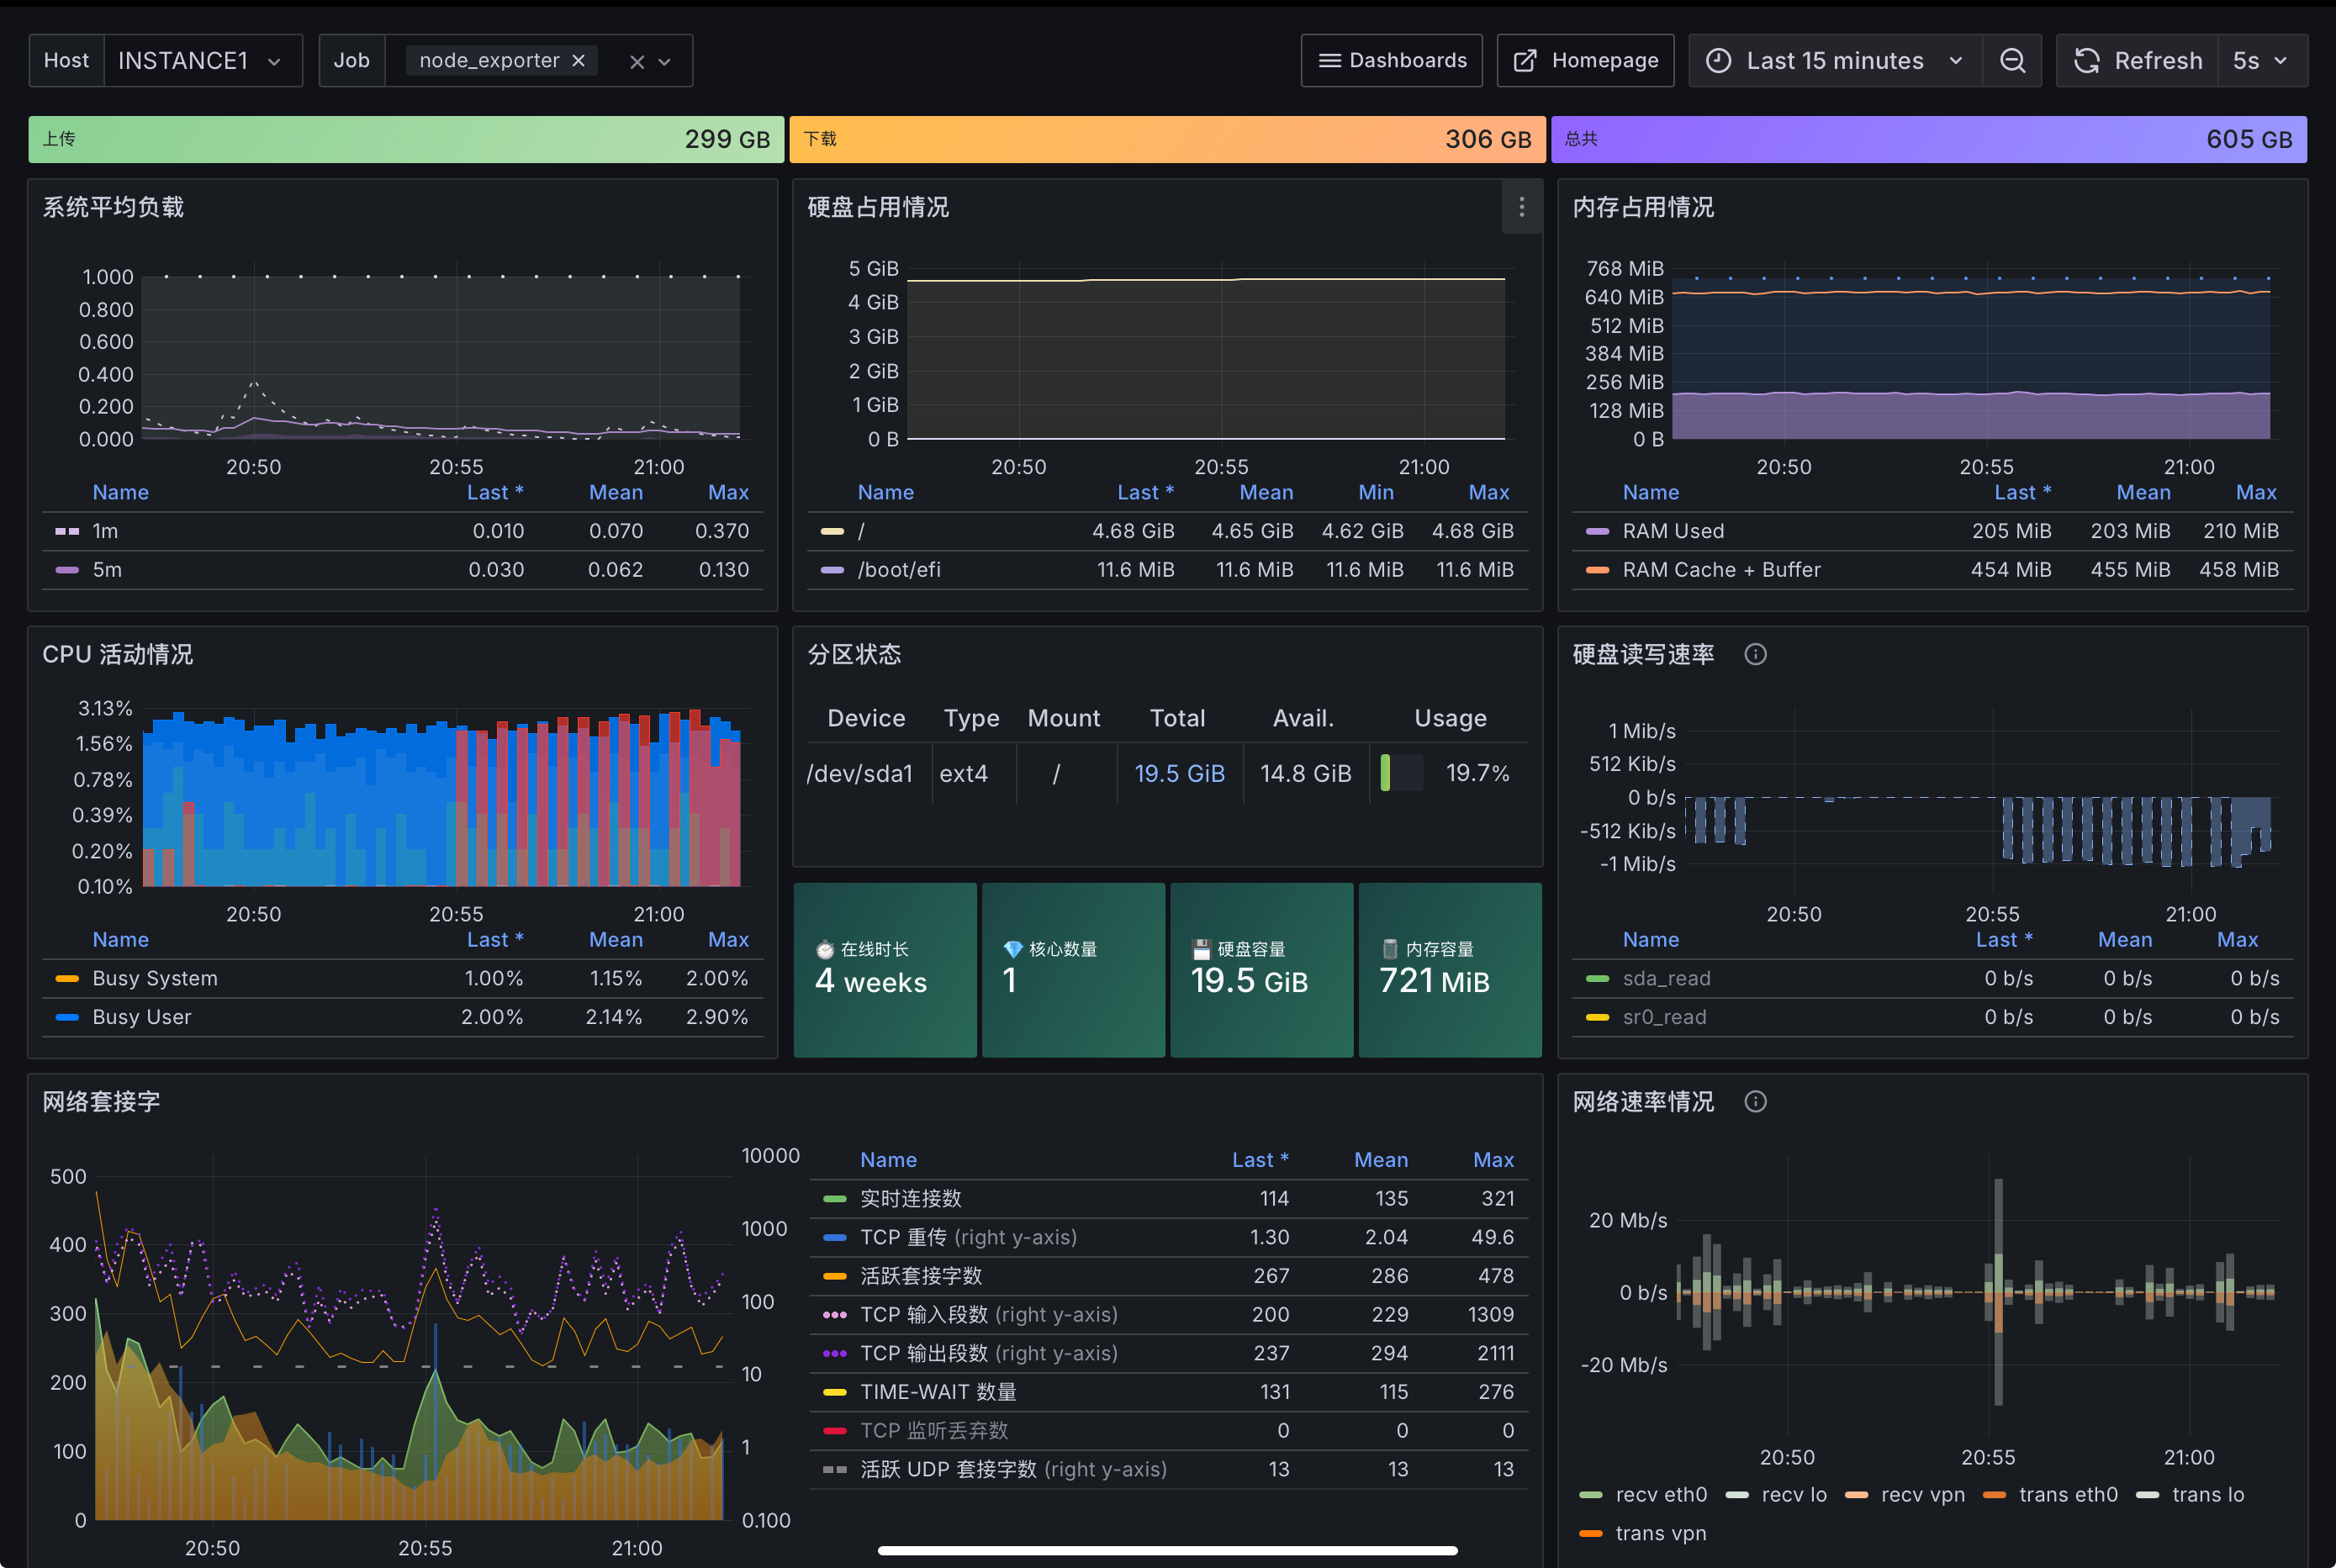 Host INSTANCE1 Job node_exporter Dashboards Homepage Last 15 minutes Refresh 5s
上传 299 GB 下载 306 GB 总共 605 GB
系统平均负载
1.000
0.800
0.600
0.400
0.200
0.000
20:50 20:55 21:00
Name Last * Mean Max
1m 0.010 0.070 0.370
5m 0.030 0.062 0.130
硬盘占用情况
5 GiB
4 GiB
3 GiB
2 GiB
1 GiB
0 B
20:50 20:55 21:00
Name Last * Mean Min Max
/ 4.68 GiB 4.65 GiB 4.62 GiB 4.68 GiB
/boot/efi 11.6 MiB 11.6 MiB 11.6 MiB 11.6 MiB
内存占用情况
768 MiB
640 MiB
512 MiB
384 MiB
256 MiB
128 MiB
0 B
20:50 20:55 21:00
Name Last * Mean Max
RAM Used 205 MiB 203 MiB 210 MiB
RAM Cache + Buffer 454 MiB 455 MiB 458 MiB
CPU 活动情况
3.13%
1.56%
0.78%
0.39%
0.20%
0.10%
20:50 20:55 21:00
Name Last * Mean Max
Busy System 1.00% 1.15% 2.00%
Busy User 2.00% 2.14% 2.90%
分区状态
Device Type Mount Total Avail. Usage
/dev/sda1 ext4 / 19.5 GiB 14.8 GiB 19.7%
在线时长
4 weeks
核心数量
1
硬盘容量
19.5 GiB
内存容量
721 MiB
硬盘读写速率
1 Mib/s
512 Kib/s
0 b/s
-512 Kib/s
-1 Mib/s
20:50 20:55 21:00
Name Last * Mean Max
sda_read 0 b/s 0 b/s 0 b/s
sr0_read 0 b/s 0 b/s 0 b/s
网络套接字
500
400
300
200
100
0
10000
1000
100
10
1
0.100
20:50 20:55 21:00
Name Last * Mean Max
实时连接数 114 135 321
TCP 重传 (right y-axis) 1.30 2.04 49.6
活跃套接字数 267 286 478
TCP 输入段数 (right y-axis) 200 229 1309
TCP 输出段数 (right y-axis) 237 294 2111
TIME-WAIT 数量 131 115 276
TCP 监听丢弃数 0 0 0
活跃 UDP 套接字数 (right y-axis) 13 13 13
网络速率情况
20 Mb/s
0 b/s
-20 Mb/s
20:50 20:55 21:00
recv eth0 recv lo recv vpn trans eth0 trans lo
trans vpn